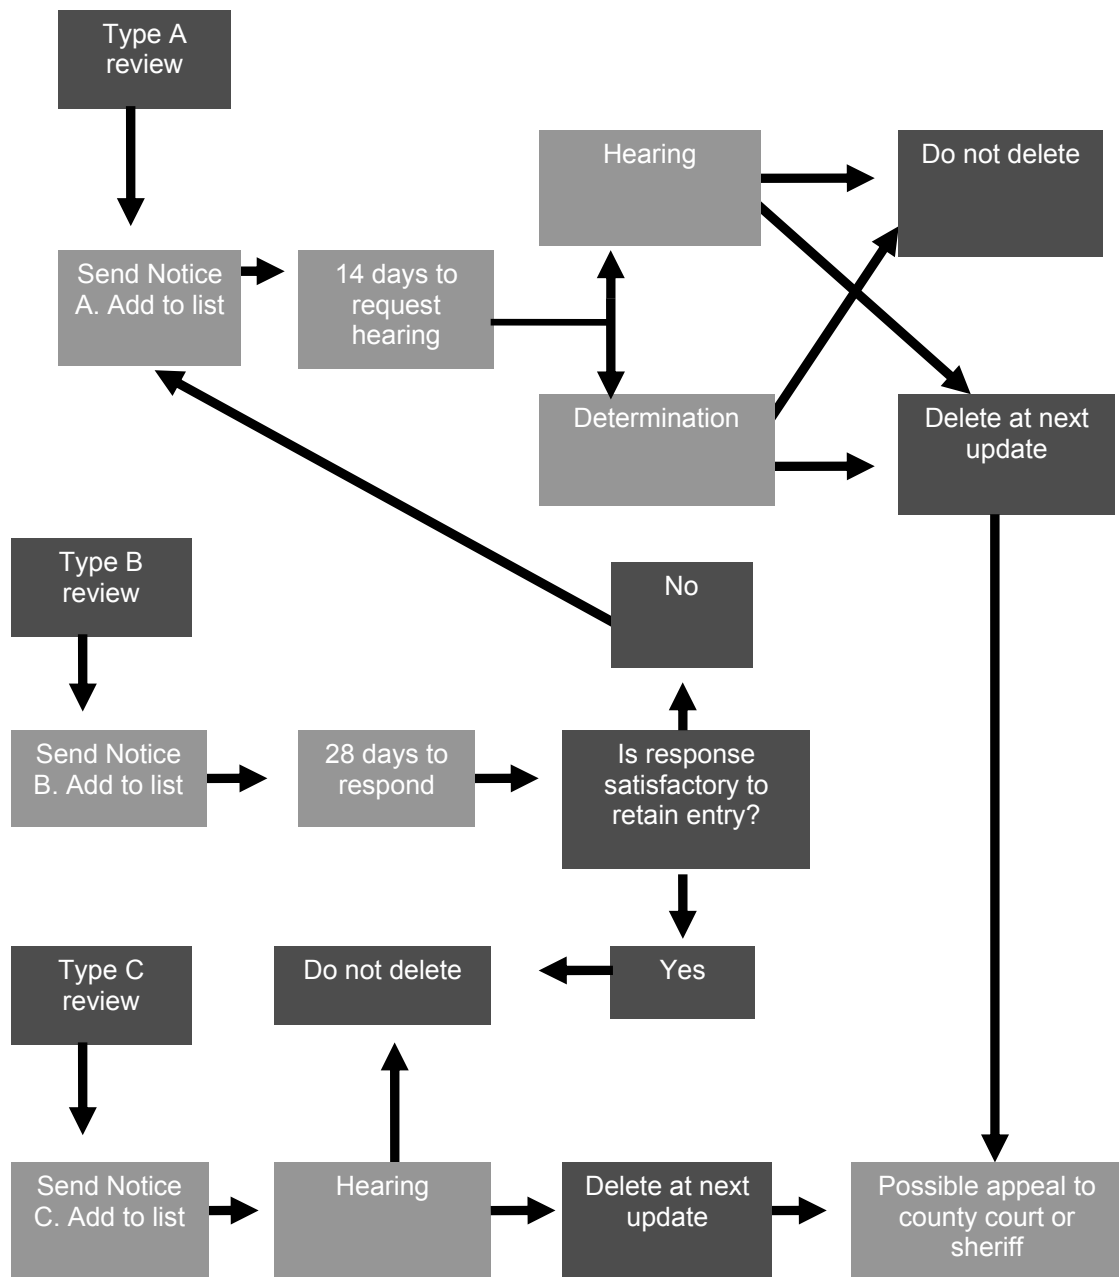 Type A
review
Hearing
Do not delete
Send Notice
A. Add to list
14 days to
request
hearing
Determination
Delete at next
update
Type B
review
No
Send Notice
B. Add to list
28 days to
respond
Is response
satisfactory to
retain entry?
Type C
review
Do not delete
Yes
Send Notice
C. Add to list
Hearing
Delete at next
update
Possible appeal to
county court or
sheriff